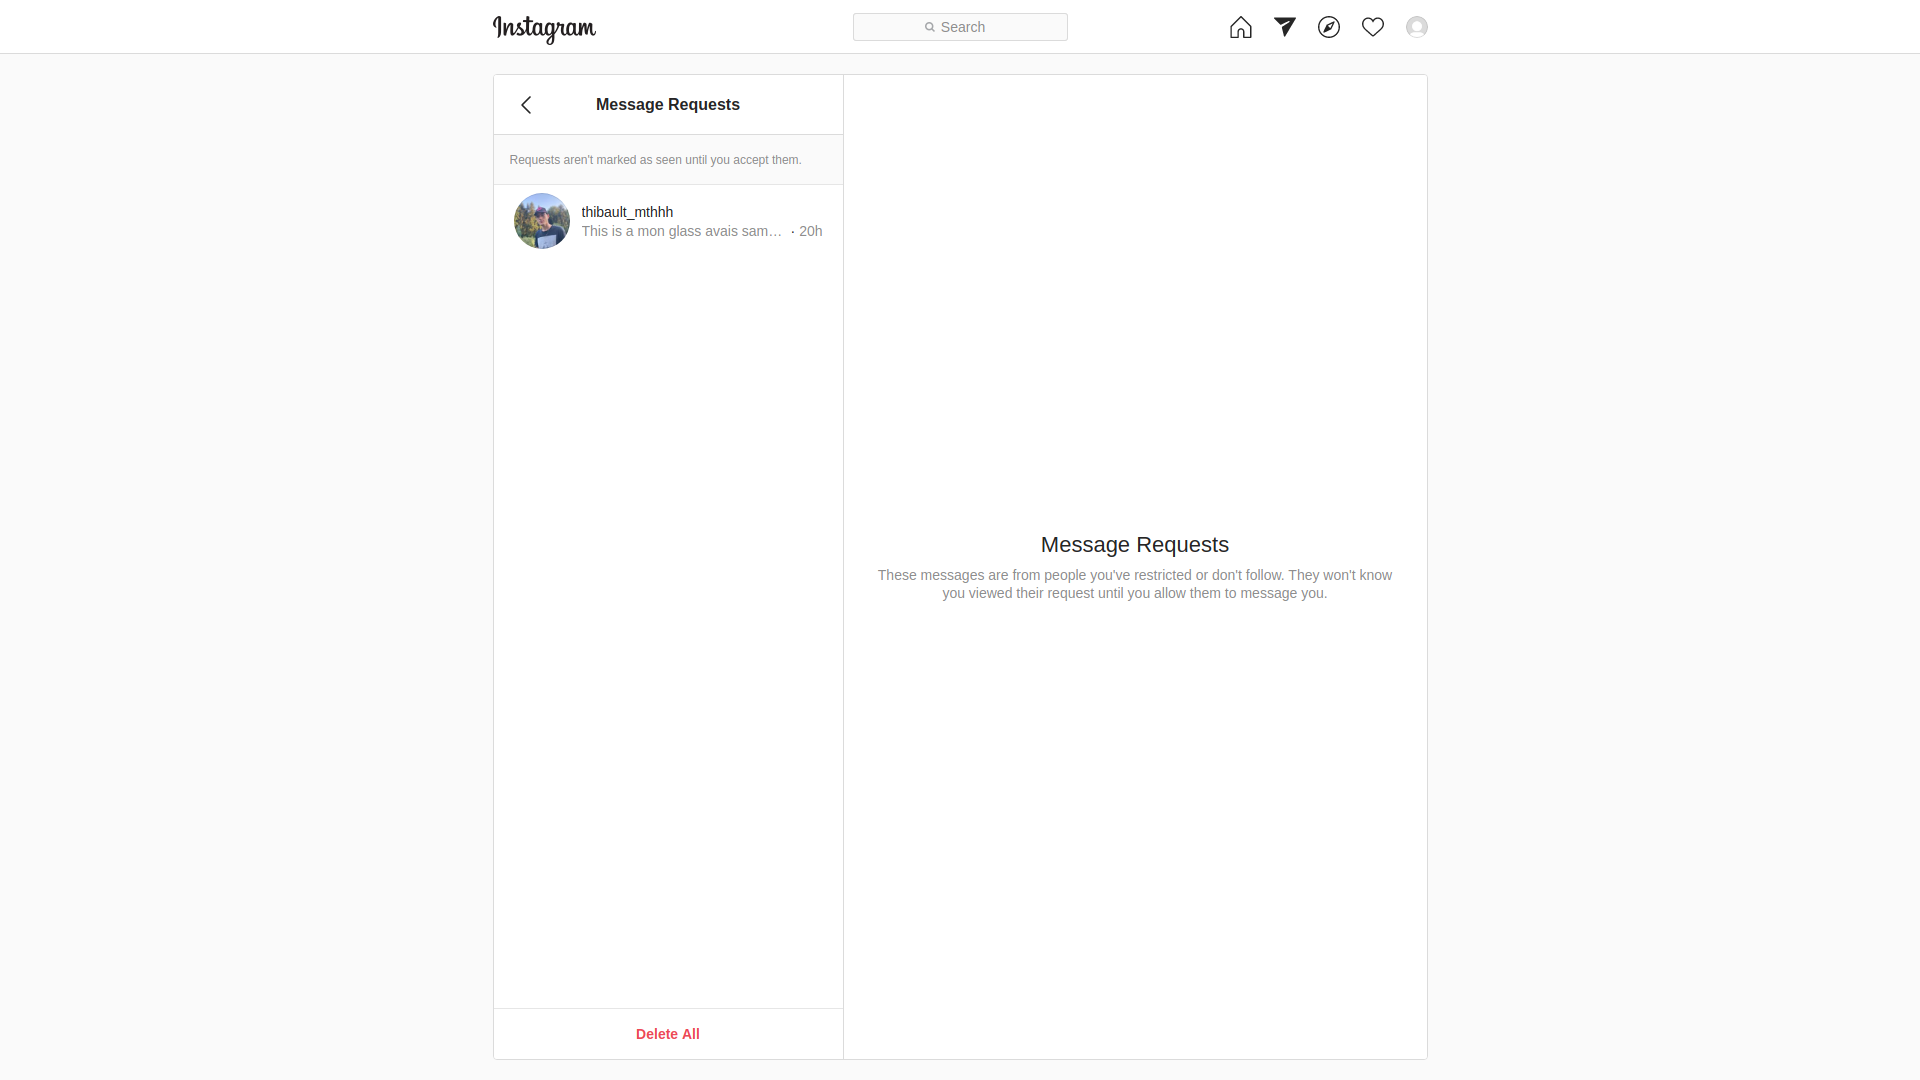 Instagram
Search
Message Requests
Requests aren't marked as seen until you accept them.
thibault_mthhh
This is a mon glass avais sam… · 20h
Message Requests
These messages are from people you've restricted or don't follow. They won't know
you viewed their request until you allow them to message you.
Delete All